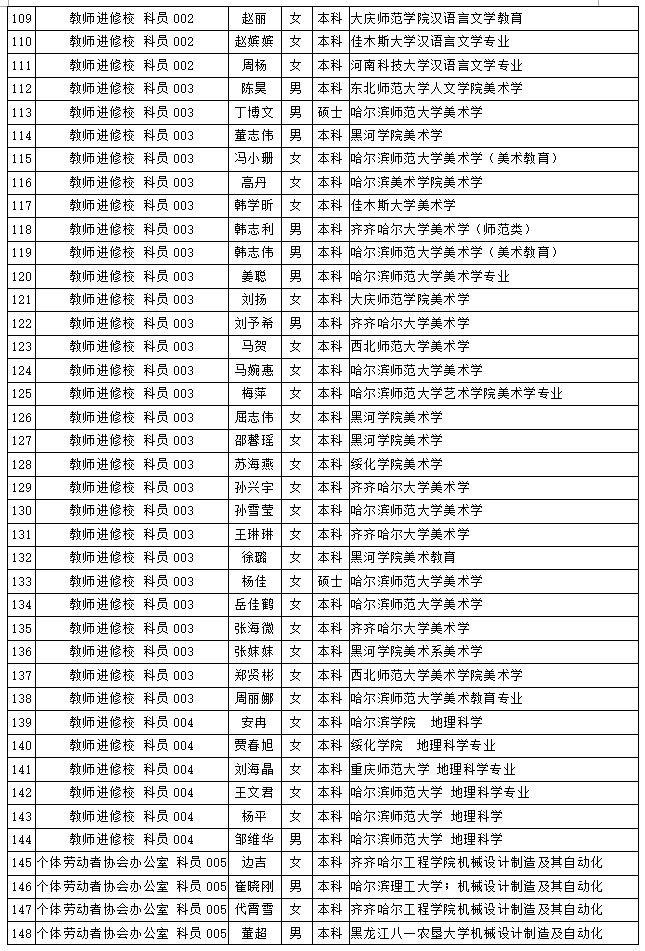 109 教师进修校 科员 002 赵丽 女 本科 大庆师范学院汉语言文学教育
110 教师进修校 科员 002 赵嫔嫔 女 本科 佳木斯大学汉语言文学专业
111 教师进修校 科员 002 周杨 女 本科 河南科技大学汉语言文学专业
112 教师进修校 科员 003 陈昊 男 本科 东北师范大学人文学院美术学
113 教师进修校 科员 003 丁博文 男 硕士 哈尔滨师范大学美术学
114 教师进修校 科员 003 董志伟 男 本科 黑河学院美术学
115 教师进修校 科员 003 冯小珊 女 本科 哈尔滨师范大学美术学（美术教育）
116 教师进修校 科员 003 高丹 女 本科 哈尔滨美术学院美术学
117 教师进修校 科员 003 韩学昕 女 本科 佳木斯大学美术学
118 教师进修校 科员 003 韩志利 男 本科 齐齐哈尔大学美术学（师范类）
119 教师进修校 科员 003 韩志伟 男 本科 哈尔滨师范大学美术学（美术教育）
120 教师进修校 科员 003 姜聪 男 本科 哈尔滨师范大学美术学专业
121 教师进修校 科员 003 刘扬 女 本科 大庆师范学院美术学
122 教师进修校 科员 003 刘予希 男 本科 齐齐哈尔大学美术学
123 教师进修校 科员 003 马贺 女 本科 西北师范大学美术学
124 教师进修校 科员 003 马婉惠 女 本科 哈尔滨师范大学美术学
125 教师进修校 科员 003 梅萍 女 本科 哈尔滨师范大学艺术学院美术学专业
126 教师进修校 科员 003 屈志伟 女 本科 黑河学院美术学
127 教师进修校 科员 003 邵馨瑶 女 本科 黑河学院美术学
128 教师进修校 科员 003 苏海燕 女 本科 绥化学院美术学
129 教师进修校 科员 003 孙兴宇 女 本科 齐齐哈尔大学美术学
130 教师进修校 科员 003 孙雪莹 女 本科 哈尔滨师范大学美术学
131 教师进修校 科员 003 王琳琳 女 本科 齐齐哈尔大学美术学
132 教师进修校 科员 003 徐璐 女 本科 黑河学院美术教育
133 教师进修校 科员 003 杨佳 女 硕士 哈尔滨师范大学美术学
134 教师进修校 科员 003 岳佳鹤 女 本科 哈尔滨师范大学美术学
135 教师进修校 科员 003 张海微 女 本科 齐齐哈尔大学美术学
136 教师进修校 科员 003 张妹妹 女 本科 黑河学院美术系美术学
137 教师进修校 科员 003 郑贤彬 女 本科 西北师范大学美术学院美术学
138 教师进修校 科员 003 周丽娜 女 本科 哈尔滨师范大学美术教育专业
139 教师进修校 科员 004 安冉 女 本科 哈尔滨学院 地理科学
140 教师进修校 科员 004 贾春旭 女 本科 绥化学院 地理科学专业
141 教师进修校 科员 004 刘海晶 女 本科 重庆师范大学 地理科学专业
142 教师进修校 科员 004 王文君 女 本科 哈尔滨师范大学 地理科学专业
143 教师进修校 科员 004 杨平 女 本科 哈尔滨师范大学 地理科学
144 教师进修校 科员 004 邹维华 男 本科 哈尔滨师范大学 地理科学
145 个体劳动者协会办公室 科员 005 边吉 女 本科 齐齐哈尔工程学院机械设计制造及其自动化
146 个体劳动者协会办公室 科员 005 崔晓刚 男 本科 哈尔滨理工大学；机械设计制造及其自动化
147 个体劳动者协会办公室 科员 005 代霄雪 女 本科 齐齐哈尔工程学院机械设计制造及其自动化
148 个体劳动者协会办公室 科员 005 董超 男 本科 黑龙江八一农垦大学机械设计制造及其自动化